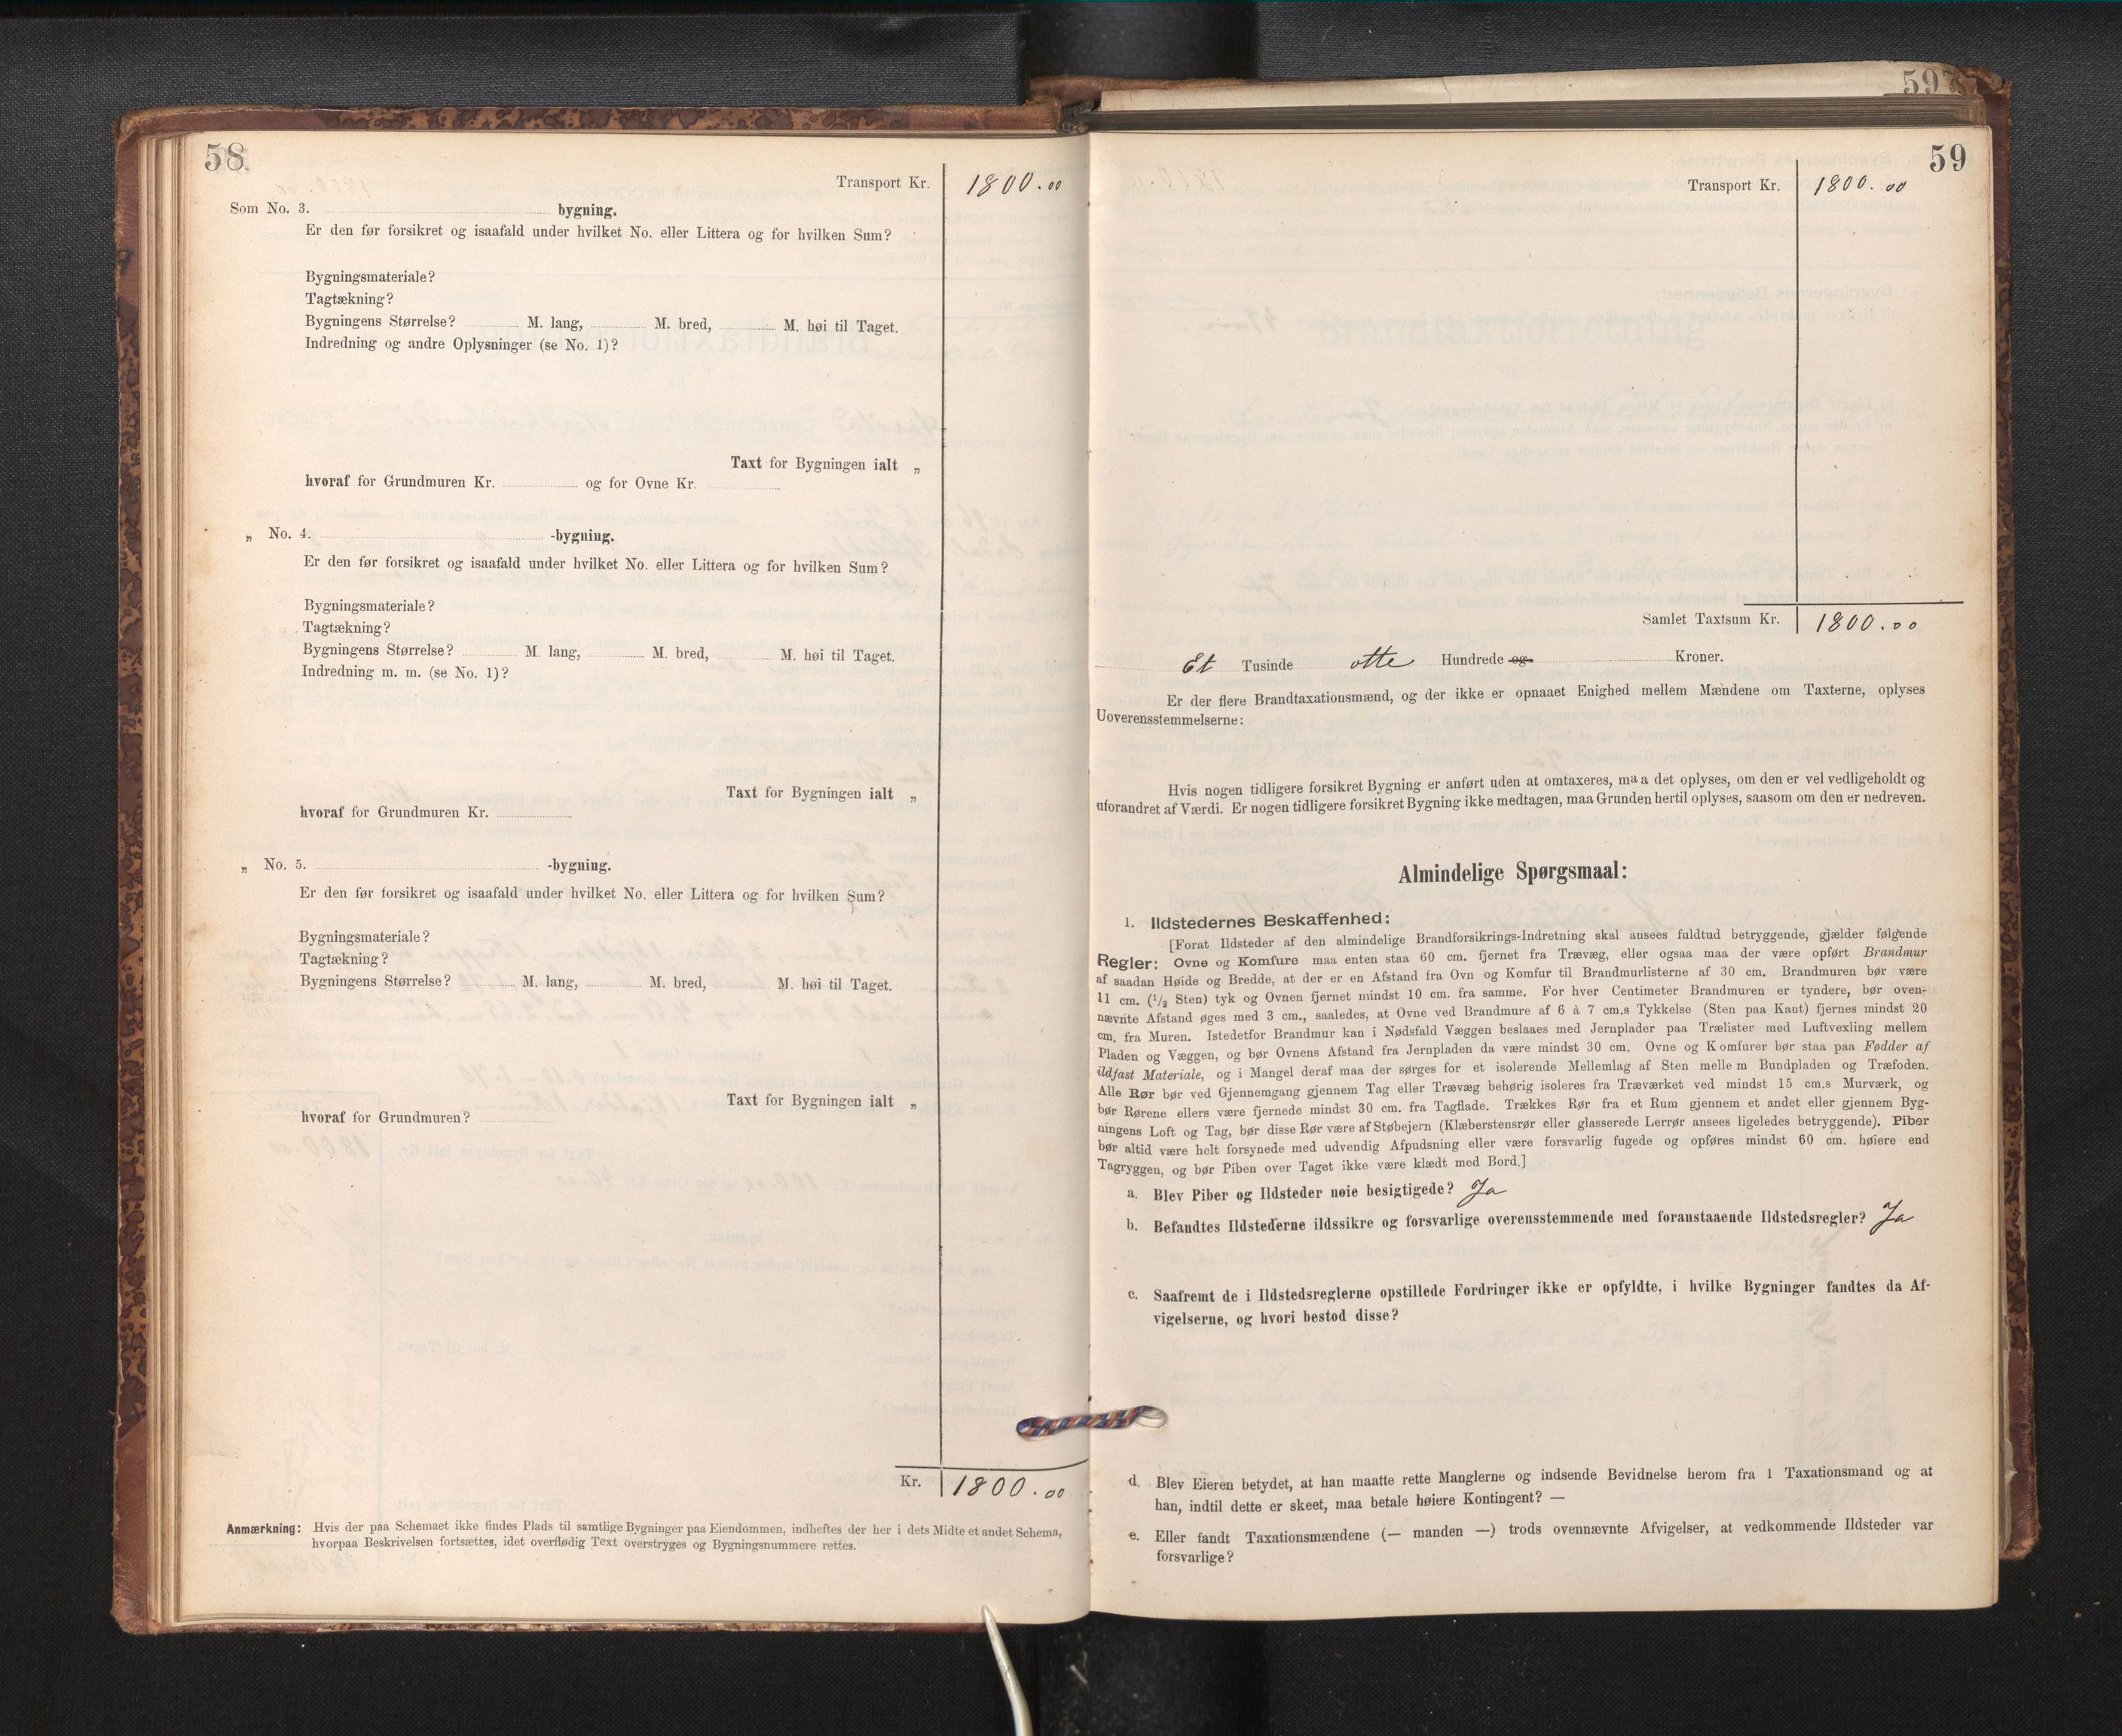 58
Transport Kr. 1800.00
Som No. 3. bygning.
Er den før forsikret og isaafald under hvilket No. eller Littera og for hvilken Sum?
Bygningsmateriale?
Tagtækning?
Bygningens Størrelse? M. lang, M. bred, M. høi til Taget.
Indredning og andre Oplysninger (se No. 1)?
Taxt for Bygningen ialt „
hvoraf for Grundmuren Kr. og for Ovne Kr.
„ No. 4. -bygning.
Er den før forsikret og isaafald under hvilket No. eller Littera og for hvilken Sum?
Bygningsmateriale?
Tagtækning?
Bygningens Størrelse? M. lang, M. bred, M. høi til Taget.
Indredning m. m. (se No. 1)?
Taxt for Bygningen ialt „
hvoraf for Grundmuren Kr.
„ No. 5. -bygning.
Er den før forsikret og isaafald under hvilket No. eller Littera og for hvilken Sum?
Bygningsmateriale?
Tagtækning?
Bygningens Størrelse? M. lang, M. bred, M. høi til Taget.
Taxt for Bygningen ialt „
hvoraf for Grundmuren?
Kr. 1800.00
Anmærkning: Hvis der paa Schemaet ikke findes Plads til samtlige Bygninger paa Eiendommen, indheftes der her i dets Midte et andet Schema,
hvorpaa Beskrivelsen fortsættes, idet overflødig Text overstryges og Bygningsnummere rettes.
597
59
Transport Kr. 1800.00
Samlet Taxtsum Kr. 1800.00
Et Tusinde otte Hundrede og Kroner.
Er der flere Brandtaxationsmænd, og der ikke er opnaaet Enighed mellem Mændene om Taxterne, oplyses
Uoverensstemmelserne:
Hvis nogen tidligere forsikret Bygning er anført uden at omtaxeres, maa det oplyses, om den er vel vedligeholdt og
uforandret af Værdi. Er nogen tidligere forsikret Bygning ikke medtagen, maa Grunden hertil oplyses, saasom om den er nedreven.
Almindelige Spørgsmaal:
1. Ildstedernes Beskaffenhed:
[Forat Ildsteder af den almindelige Brandforsikrings-Indretning skal ansees fuldtud betryggende, gjælder følgende
Regler: Ovne og Komfure maa enten staa 60 cm. fjernet fra Trævæg, eller ogsaa maa der være opført Brandmur
af saadan Høide og Bredde, at der er en Afstand fra Ovn og Komfur til Brandmurlisterne af 30 cm. Brandmuren bør være
11 cm. (1/2 Sten) tyk og Ovnen fjernet mindst 10 cm. fra samme. For hver Centimeter Brandmuren er tyndere, bør oven-
nævnte Afstand øges med 3 cm., saaledes, at Ovne ved Brandmure af 6 à 7 cm.s Tykkelse (Sten paa Kant) fjernes mindst 20
cm. fra Muren. Istedetfor Brandmur kan i Nødsfald Væggen beslaaes med Jernplader paa Trælister med Luftvexling mellem
Pladen og Væggen, og bør Ovnens Afstand fra Jernpladen da være mindst 30 cm. Ovne og Komfurer bør staa paa Fødder af
ildfast Materiale, og i Mangel deraf maa der sørges for et isolerende Mellemlag af Sten mellem Bundpladen og Træfoden.
Alle Rør bør ved Gjennemgang gjennem Tag eller Trævæg behørig isoleres fra Træværket ved mindst 15 cm.s Murværk, og
bør Rørene ellers være fjernede mindst 30 cm. fra Tagflade. Trækkes Rør fra et Rum gjennem et andet eller gjennem Byg-
ningens Loft og Tag, bør disse Rør være af Støbejern (Klæberstensrør eller glasserede Lerrør ansees ligeledes betryggende). Piber
bør altid være helt forsynede med udvendig Afpudsning eller være forsvarlig fugede og opføres mindst 60 cm. høiere end
Tagryggen, og bør Piben over Taget ikke være klædt med Bord.]
a. Blev Piber og Ildsteder nøie besigtigede? Ja
b. Befandtes Ildstederne ildssikre og forsvarlige overensstemmende med foranstaaende Ildstedsregler? Ja
c. Saafremt de i Ildstedsreglerne opstillede Fordringer ikke er opfyldte, i hvilke Bygninger fandtes da Af-
vigelserne, og hvori bestod disse?
d. Blev Eieren betydet, at han maatte rette Manglerne og indsende Bevidnelse herom fra 1 Taxationsmand og at
han, indtil dette er skeet, maa betale høiere Kontingent? —
e. Eller fandt Taxationsmændene (— manden —) trods ovennævnte Afvigelser, at vedkommende Ildsteder var
forsvarlige?